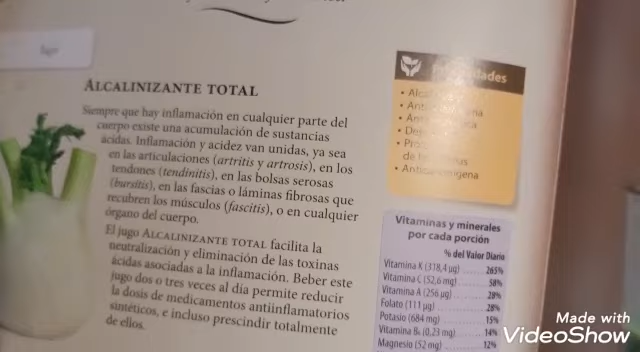 ALCALINIZANTE TOTAL
Siempre que hay inflamación en cualquier parte del
cuerpo existe una acumulación de sustancias
ácidas. Inflamación y acidez van unidas, ya sea
en las articulaciones (artritis y artrosis), en los
tendones (tendinitis), en las bolsas serosas
(bursitis), en las fascias o láminas fibrosas que
recubren los músculos (fascitis), o en cualquier
órgano del cuerpo.
El jugo ALCALINIZANTE TOTAL facilita la
neutralización y eliminación de las toxinas
ácidas asociadas a la inflamación. Beber este
jugo dos o tres veces al día permite reducir
la dosis de medicamentos antiinflamatorios
sintéticos, e incluso prescindir totalmente
de ellos.
Vitaminas y minerales
por cada porción
% del Valor Diario
Vitamina K (318,4 µg) ...... 265%
Vitamina C (52,6 mg) ...... 58%
Vitamina A (256 µg) ...... 28%
Folato (111 µg) ...... 28%
Potasio (684 mg) ...... 15%
Vitamina B₆ (0,23 mg) ...... 14%
Magnesio (52 mg) ...... 12%
Made with
VideoShow